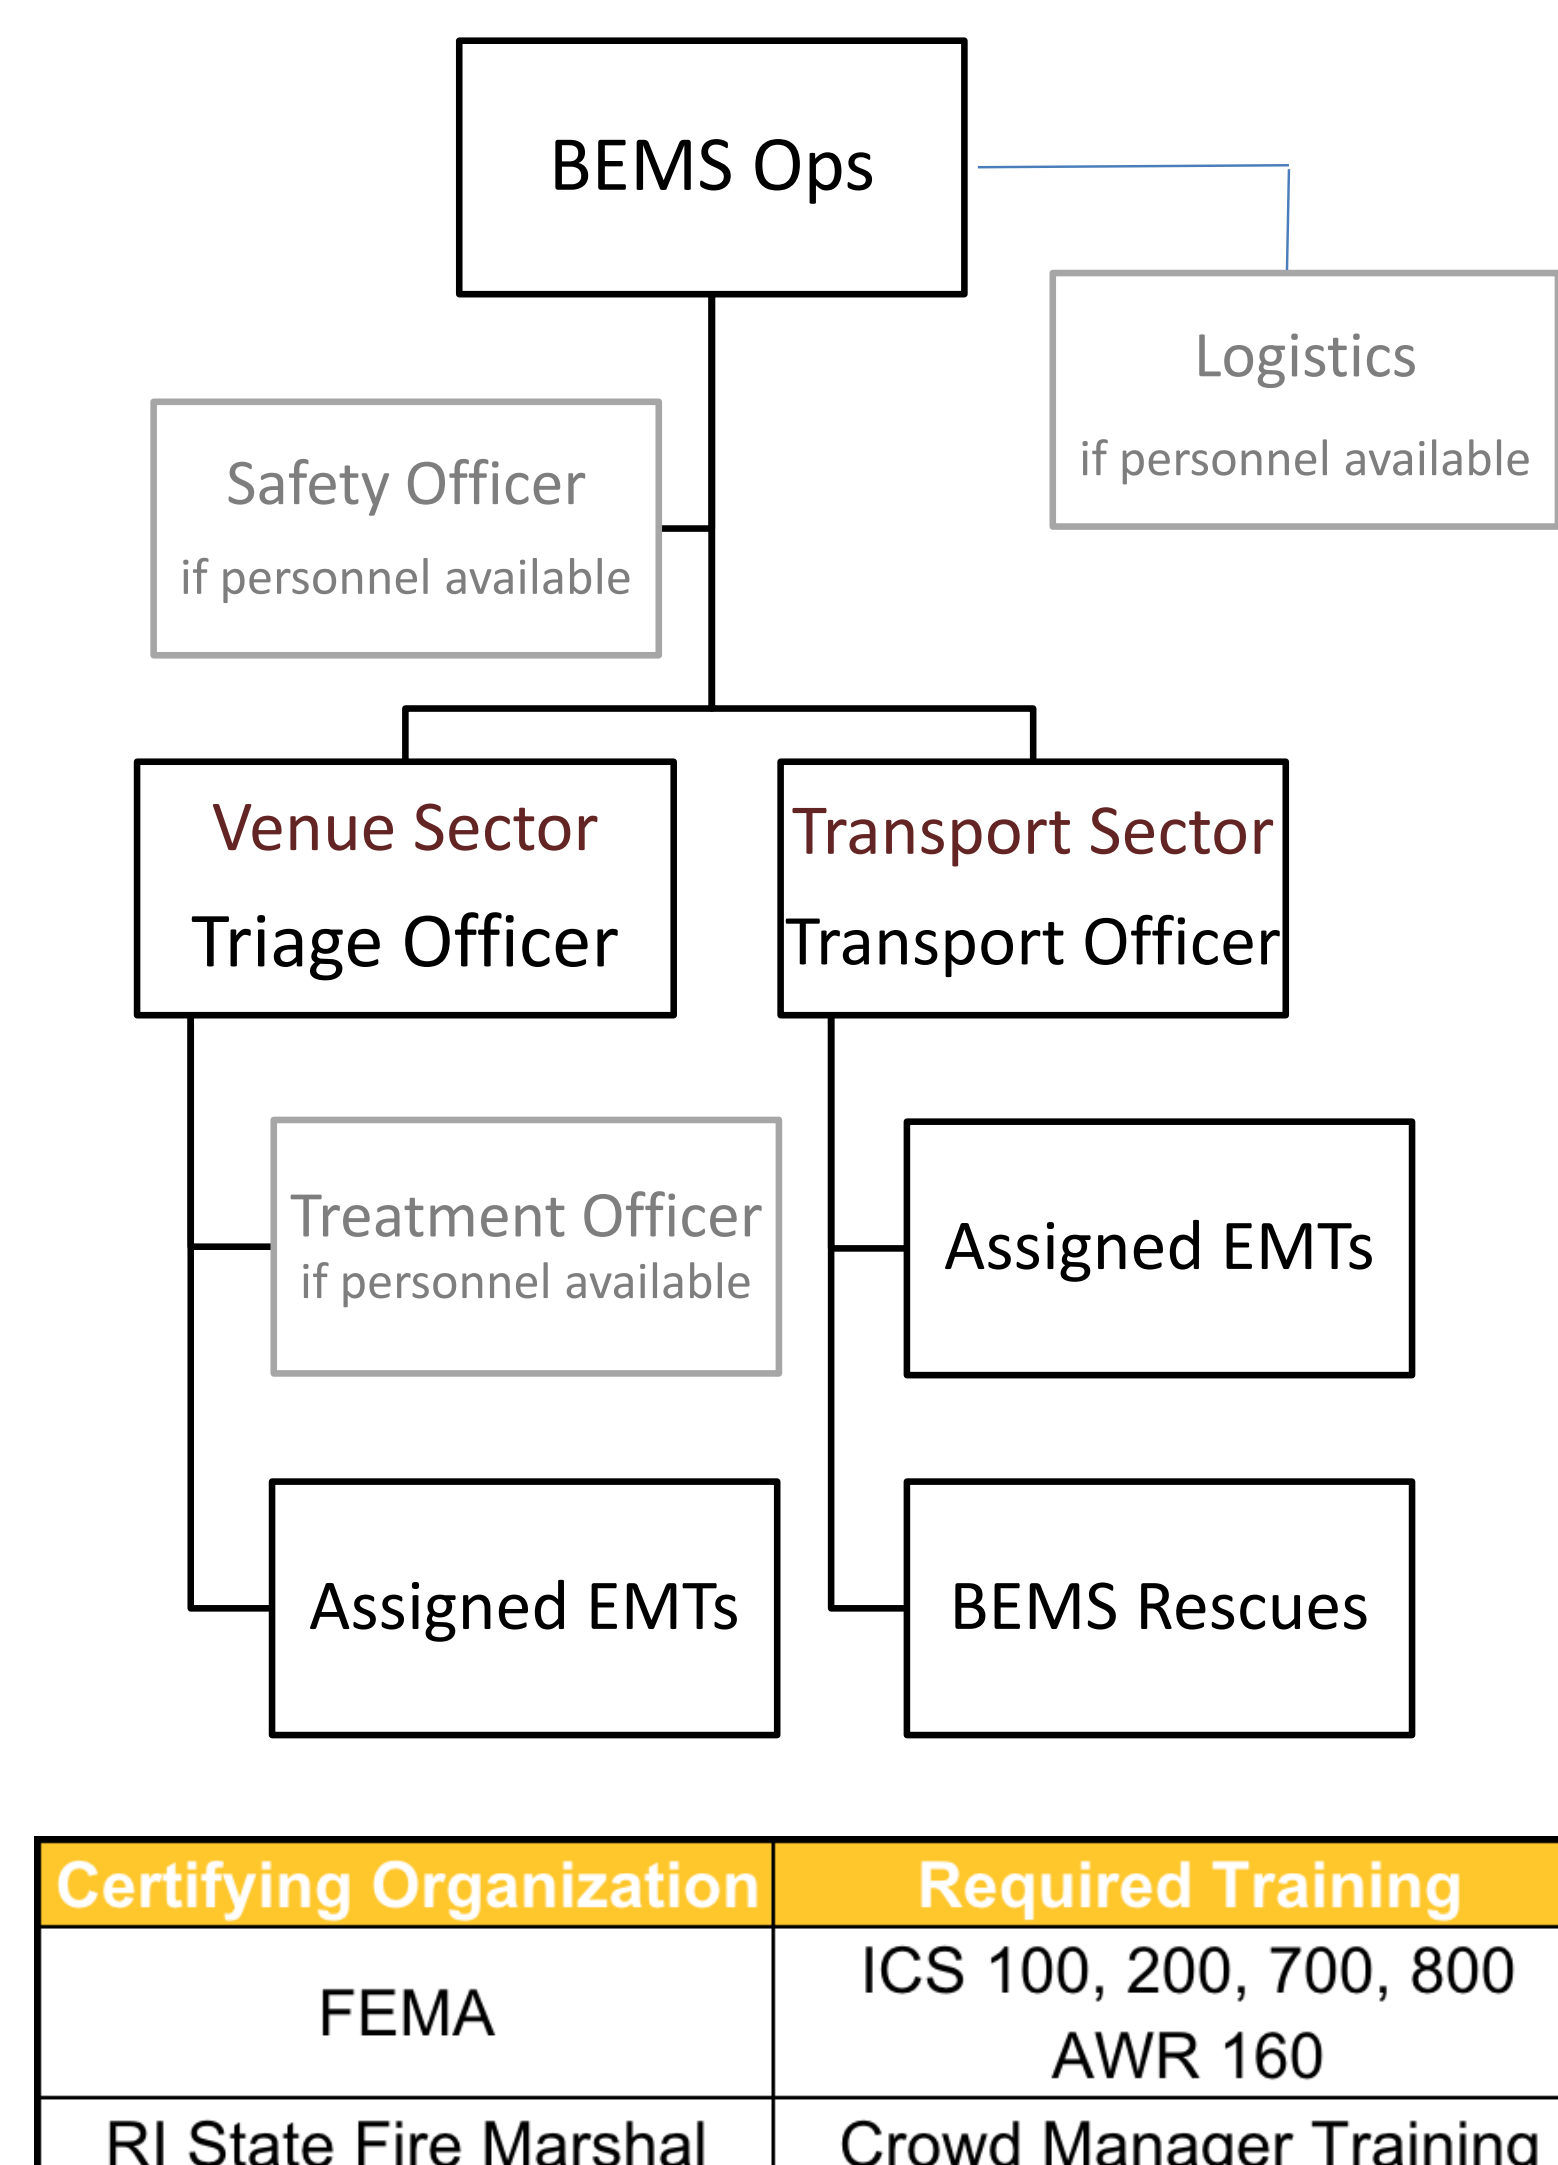 BEMS Ops
Logistics
if personnel available
Safety Officer
if personnel available
Venue Sector
Triage Officer
Transport Sector
Transport Officer
Treatment Officer
if personnel available
Assigned EMTs
Assigned EMTs
BEMS Rescues
Certifying Organization
Required Training
FEMA
ICS 100, 200, 700, 800
AWR 160
RI State Fire Marshal
Crowd Manager Training